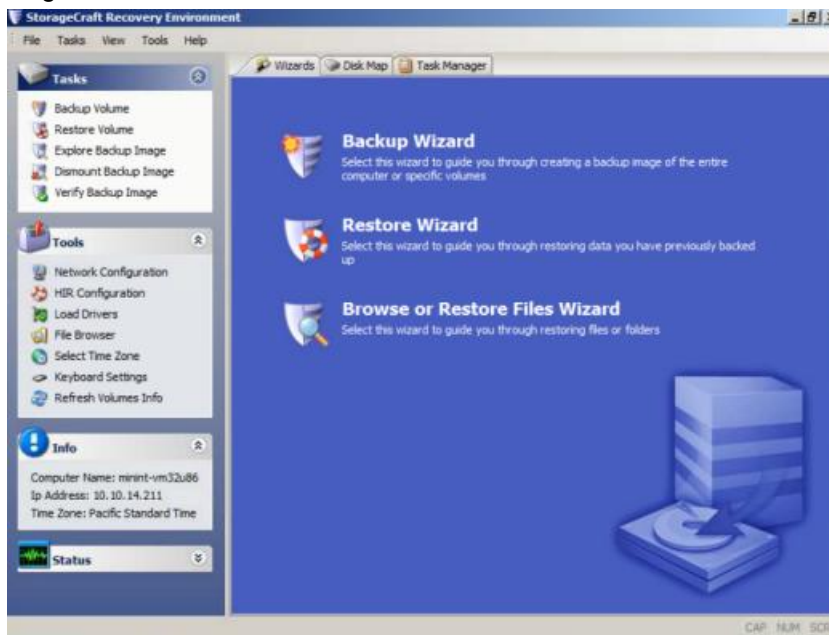 StorageCraft Recovery Environment
File Tasks View Tools Help
Wizards Disk Map Task Manager
Tasks
Backup Volume
Restore Volume
Explore Backup Image
Dismount Backup Image
Verify Backup Image
Tools
Network Configuration
HIR Configuration
Load Drivers
File Browser
Select Time Zone
Keyboard Settings
Refresh Volumes Info
Info
Computer Name: minint-vm32u86
Ip Address: 10.10.14.211
Time Zone: Pacific Standard Time
Status
Backup Wizard
Select this wizard to guide you through creating a backup image of the entire
computer or specific volumes
Restore Wizard
Select this wizard to guide you through restoring data you have previously backed
up
Browse or Restore Files Wizard
Select this wizard to guide you through restoring files or folders
CAP NUM